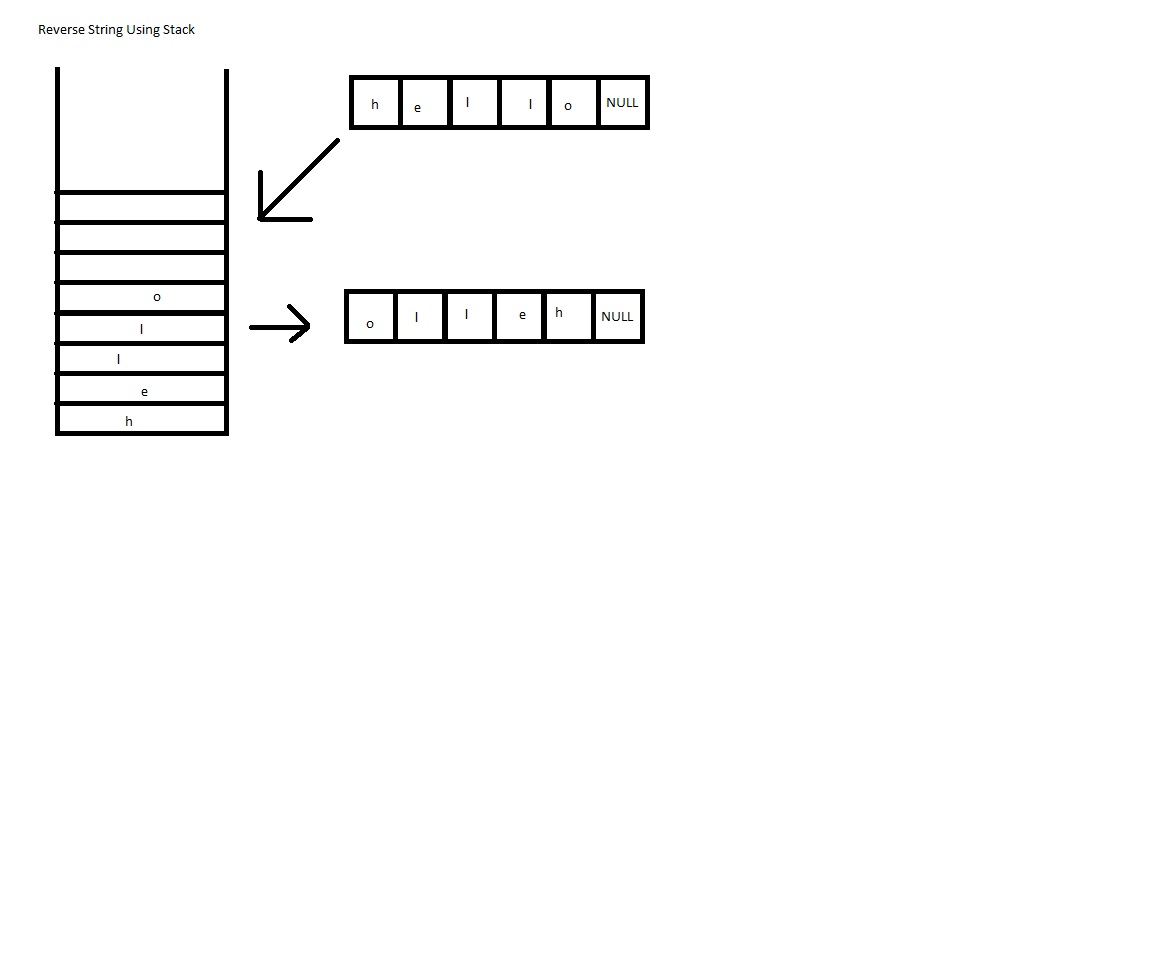 Reverse String Using Stack
h e l l o NULL
o
l
l
e
h
o l l e h NULL